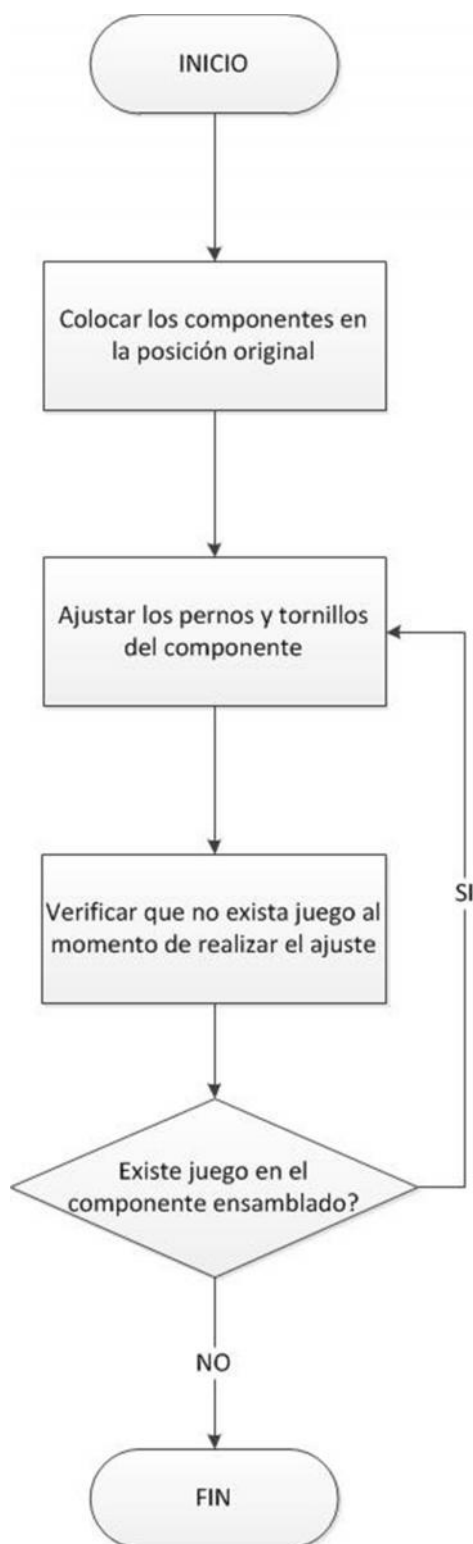 INICIO
Colocar los componentes en
la posición original
Ajustar los pernos y tornillos
del componente
Verificar que no exista juego al
momento de realizar el ajuste
SI
Existe juego en el
componente ensamblado?
NO
FIN